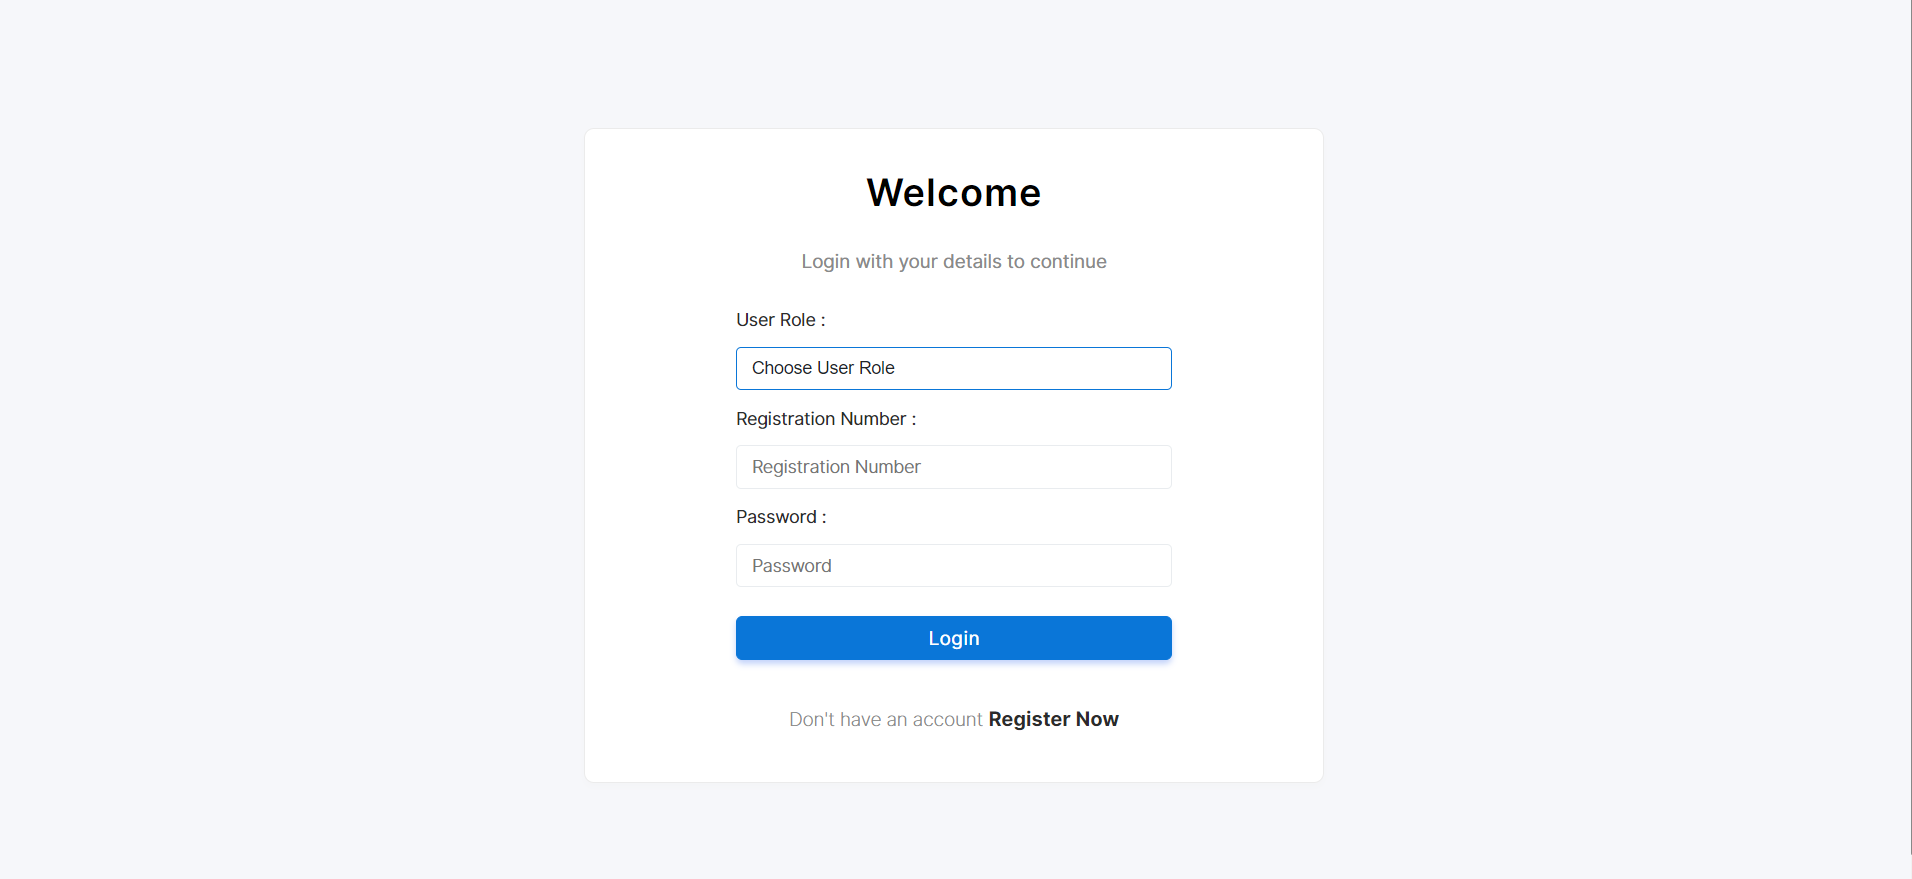 Welcome
Login with your details to continue
User Role :
Choose User Role
Registration Number :
Registration Number
Password :
Password
Login
Don't have an account Register Now